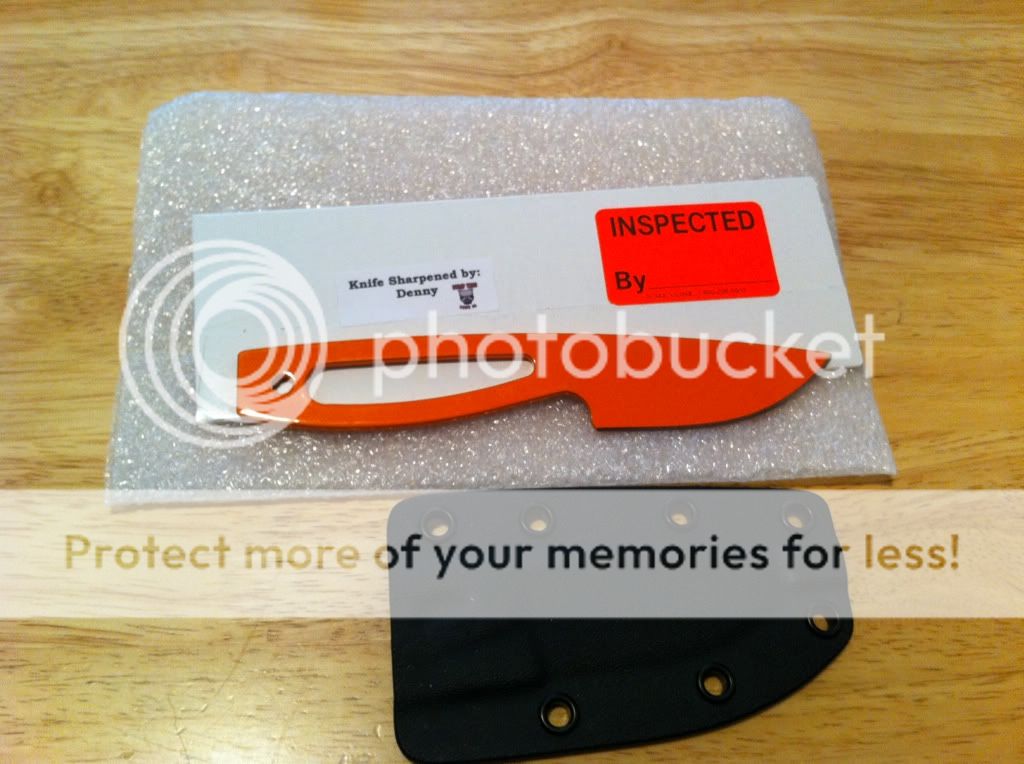 INSPECTED
By
Knife Sharpened by:
Denny
photobucket
Protect more of your memories for less!